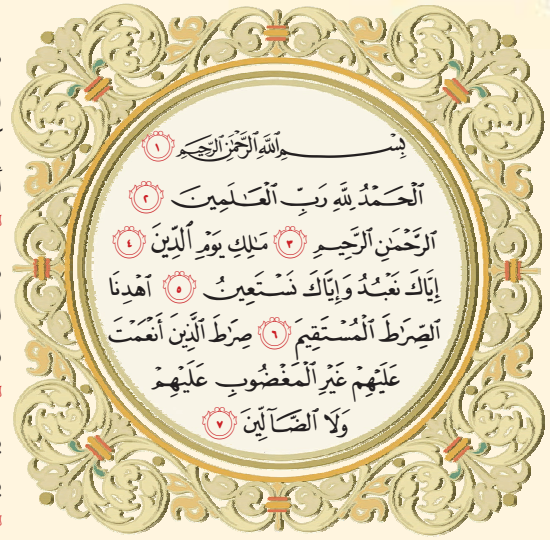 بِسْمِ ٱللَّهِ ٱلرَّحْمَٰنِ ٱلرَّحِيمِ ١
ٱلْحَمْدُ لِلَّهِ رَبِّ ٱلْعَٰلَمِينَ ٢
ٱلرَّحْمَٰنِ ٱلرَّحِيمِ ٣ مَٰلِكِ يَوْمِ ٱلدِّينِ ٤
إِيَّاكَ نَعْبُدُ وَإِيَّاكَ نَسْتَعِينُ ٥ ٱهْدِنَا
ٱلصِّرَٰطَ ٱلْمُسْتَقِيمَ ٦ صِرَٰطَ ٱلَّذِينَ أَنْعَمْتَ
عَلَيْهِمْ غَيْرِ ٱلْمَغْضُوبِ عَلَيْهِمْ
وَلَا ٱلضَّآلِّينَ ٧